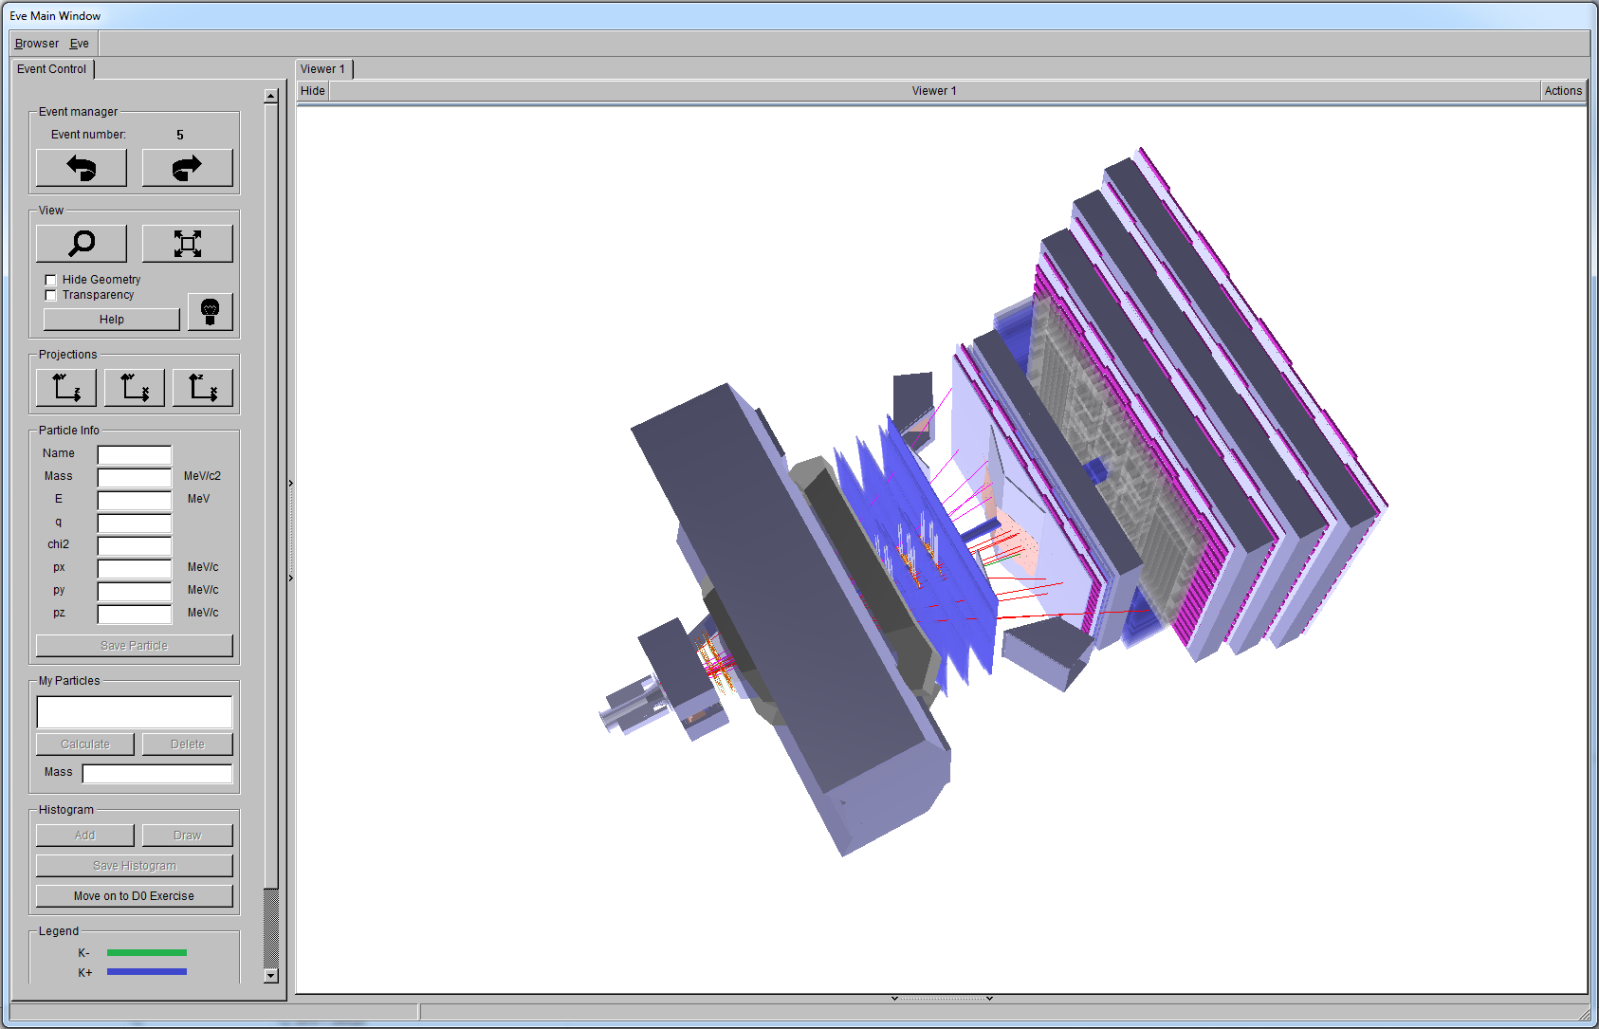 Eve Main Window
Browser Eve
Event Control
Viewer 1
Hide Viewer 1 Actions
Event manager
Event number: 5
View
Hide Geometry
Transparency
Help
Projections
Y Z Y X Z X
Particle Info
Name
Mass MeV/c2
E MeV
q
chi2
px MeV/c
py MeV/c
pz MeV/c
Save Particle
My Particles
Calculate Delete
Mass
Histogram
Add Draw
Save Histogram
Move on to D0 Exercise
Legend
K-
K+